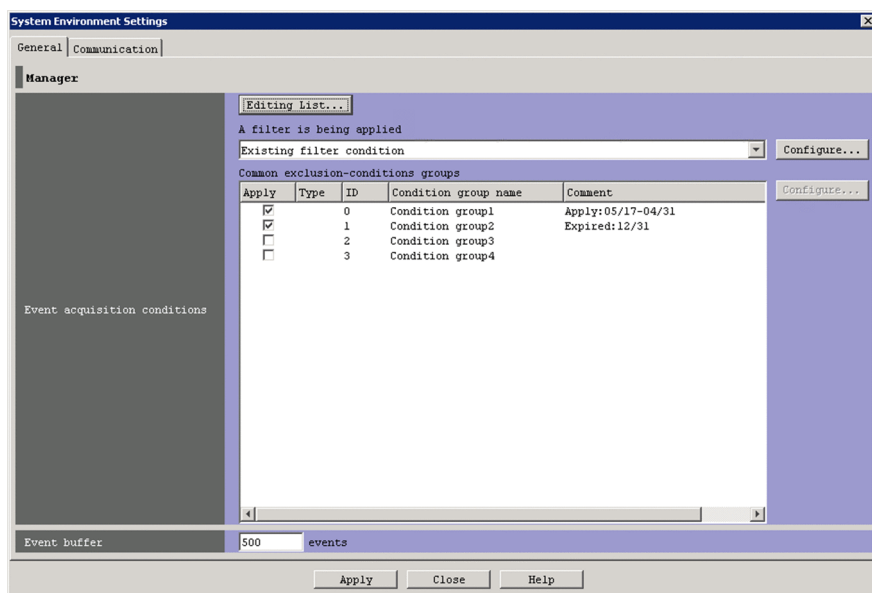 System Environment Settings
General Communication
Manager
Editing List...
A filter is being applied
Existing filter condition Configure...
Common exclusion-conditions groups
Configure...
Apply Type ID Condition group name Comment
0 Condition group1 Apply:05/17-04/31
1 Condition group2 Expired:12/31
2 Condition group3
3 Condition group4
Event acquisition conditions
Event buffer 500 events
Apply Close Help